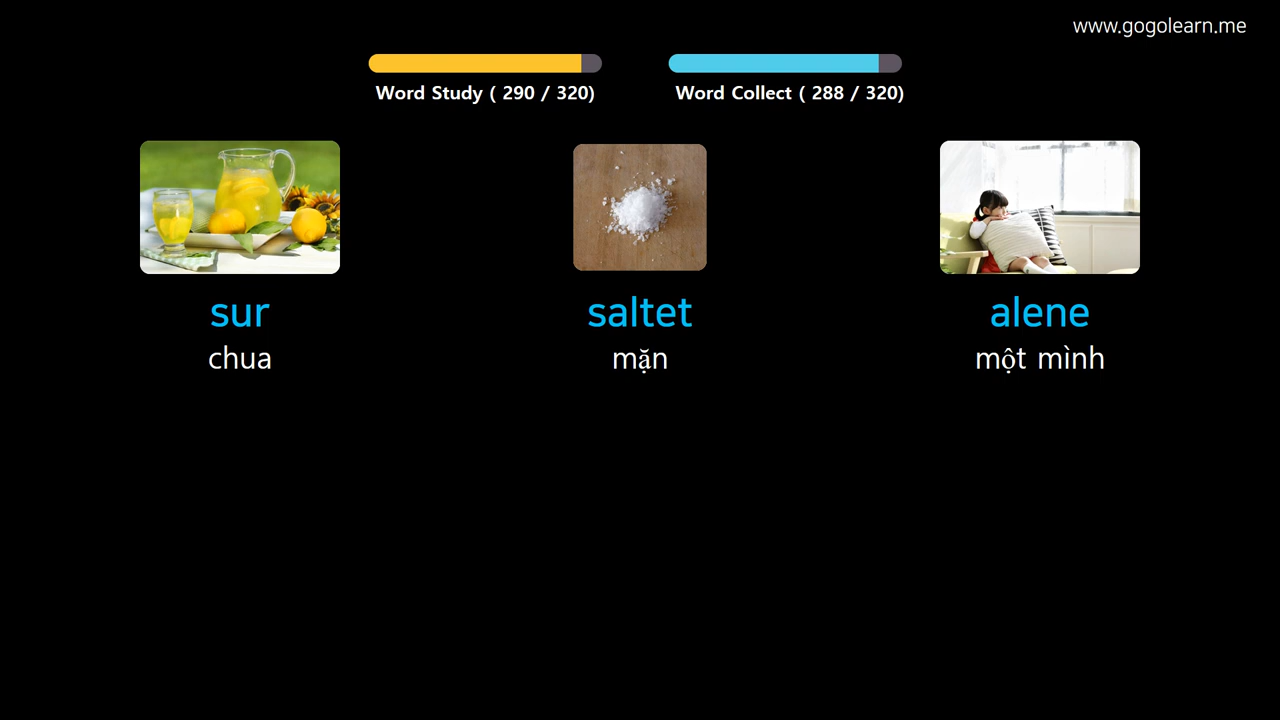 www.gogolearn.me
Word Study ( 290 / 320)
Word Collect ( 288 / 320)
sur
saltet
alene
chua
mặn
một mình